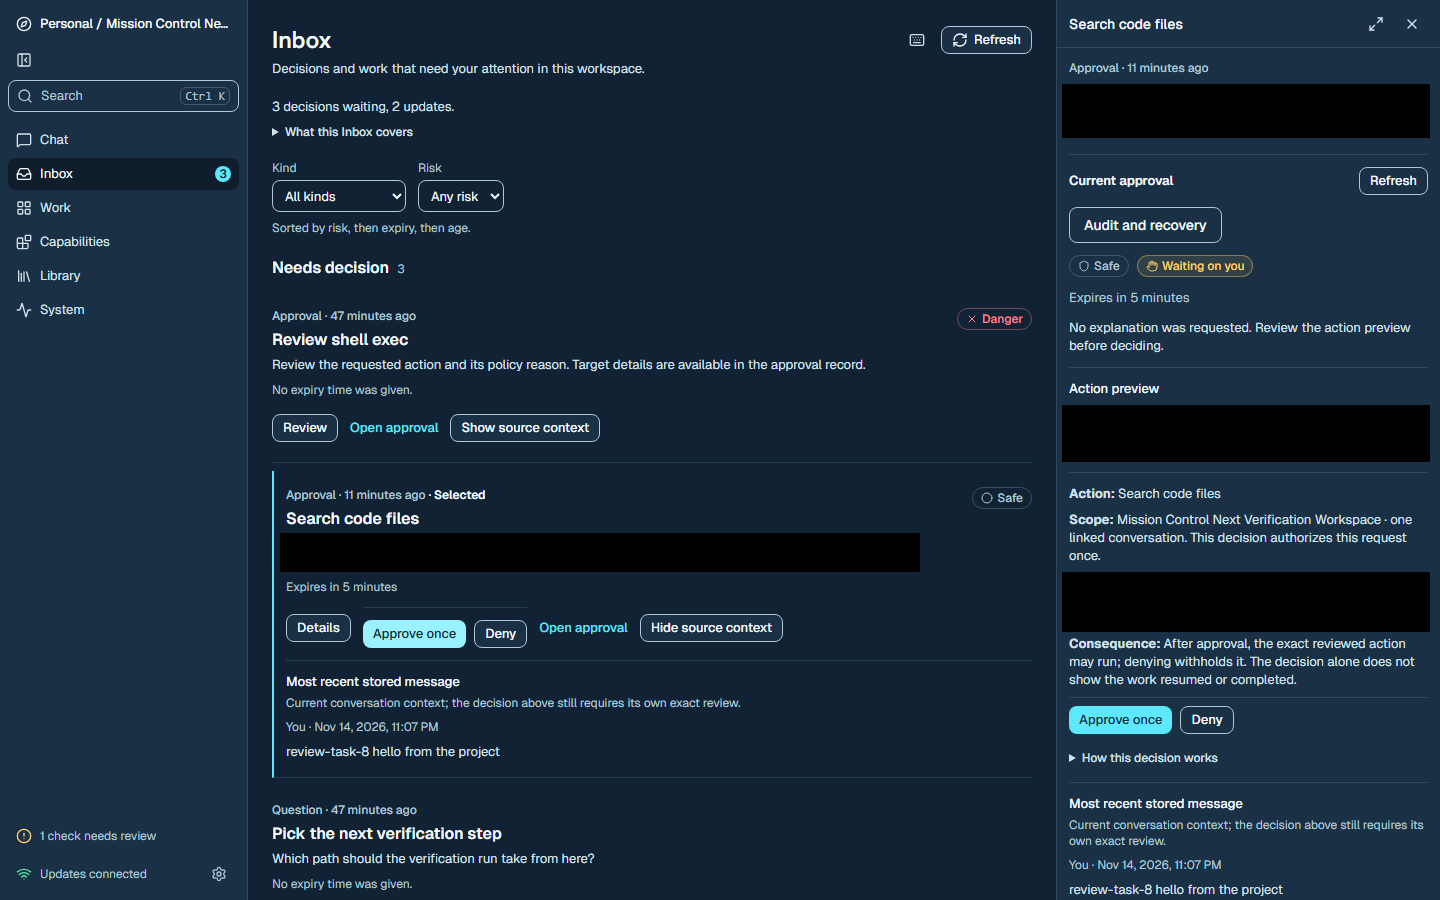 Personal / Mission Control Ne...
Search
Ctrl K
Chat
Inbox
3
Work
Capabilities
Library
System
1 check needs review
Updates connected
Inbox
Refresh
Decisions and work that need your attention in this workspace.
3 decisions waiting, 2 updates.
What this Inbox covers
Kind
Risk
All kinds
Any risk
Sorted by risk, then expiry, then age.
Needs decision 3
Approval · 47 minutes ago
Danger
Review shell exec
Review the requested action and its policy reason. Target details are available in the approval record.
No expiry time was given.
Review
Open approval
Show source context
Approval · 11 minutes ago · Selected
Safe
Search code files
Expires in 5 minutes
Details
Approve once
Deny
Open approval
Hide source context
Most recent stored message
Current conversation context; the decision above still requires its own exact review.
You · Nov 14, 2026, 11:07 PM
review-task-8 hello from the project
Question · 47 minutes ago
Pick the next verification step
Which path should the verification run take from here?
No expiry time was given.
Search code files
Approval · 11 minutes ago
Current approval
Refresh
Audit and recovery
Safe
Waiting on you
Expires in 5 minutes
No explanation was requested. Review the action preview
before deciding.
Action preview
Action: Search code files
Scope: Mission Control Next Verification Workspace · one
linked conversation. This decision authorizes this request
once.
Consequence: After approval, the exact reviewed action
may run; denying withholds it. The decision alone does not
show the work resumed or completed.
Approve once
Deny
How this decision works
Most recent stored message
Current conversation context; the decision above still requires its
own exact review.
You · Nov 14, 2026, 11:07 PM
review-task-8 hello from the project